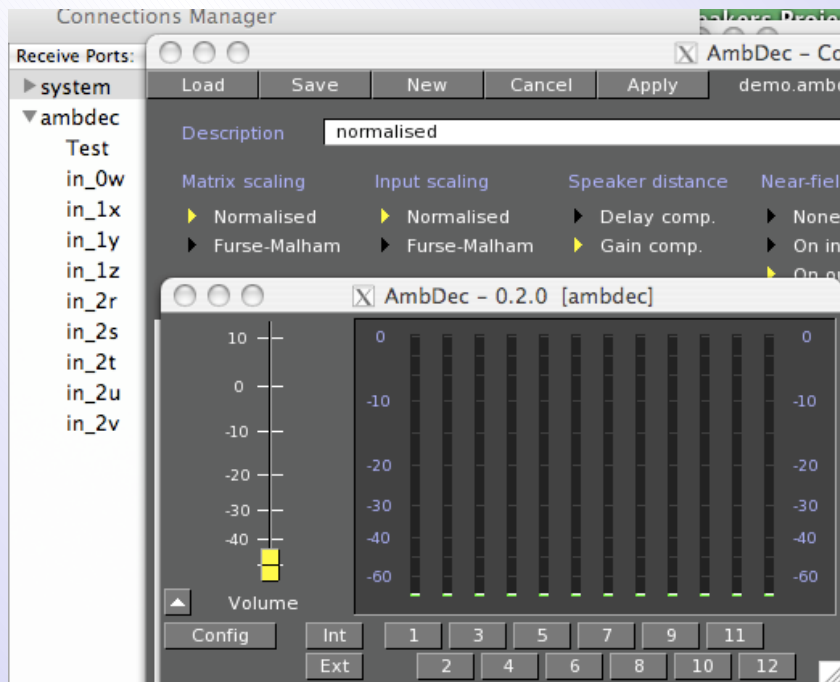 Connections Manager
Receive Ports:
system
ambdec
Test
in_0w
in_1x
in_1y
in_1z
in_2r
in_2s
in_2t
in_2u
in_2v
X AmbDec – Co
Load Save New Cancel Apply demo.ambd
Description normalised
Matrix scaling Input scaling Speaker distance Near-fiel
Normalised Normalised Delay comp. None
Furse-Malham Furse-Malham Gain comp. On in
X AmbDec – 0.2.0 [ambdec]
10 0 0
0 -10 -10
-10
-20 -20 -20
-30 -30 -30
-40 -40 -40
-60 -60
Volume
Config Int 1 3 5 7 9 11
Ext 2 4 6 8 10 12